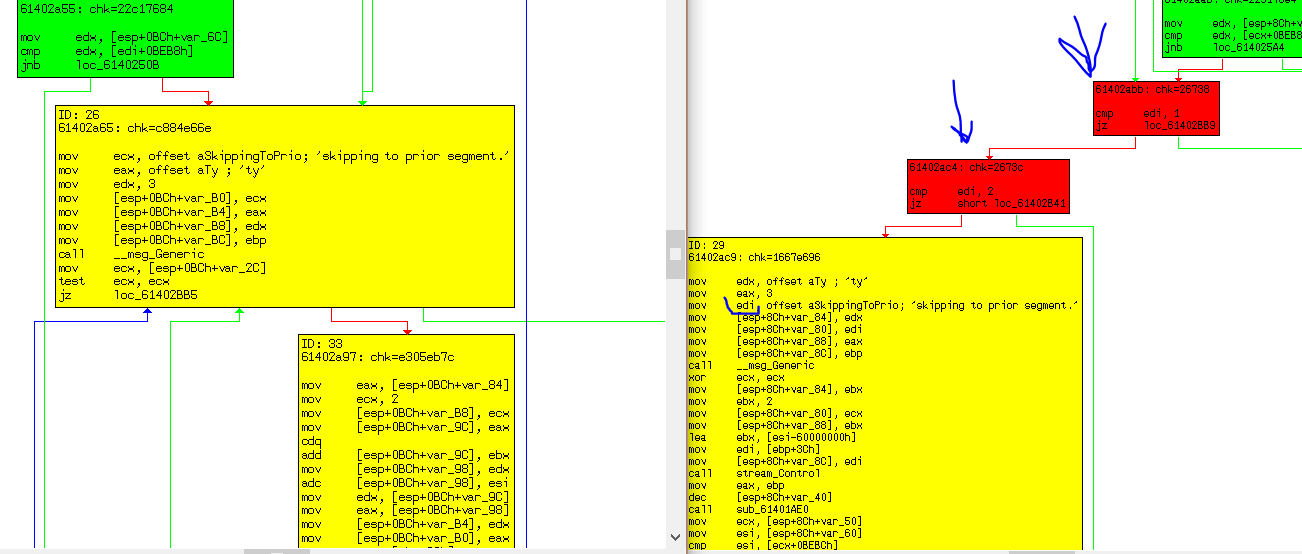 61402a55: chk=22c17684
mov edx, [esp+0BCh+var_6C]
cmp edx, [edi+0BEB8h]
jnb loc_6140250B
ID: 26
61402a65: chk=c884e66e
mov ecx, offset aSkippingToPrio; 'skipping to prior segment.'
mov eax, offset aTy ; 'ty'
mov edx, 3
mov [esp+0BCh+var_B0], ecx
mov [esp+0BCh+var_B4], eax
mov [esp+0BCh+var_B8], edx
mov [esp+0BCh+var_BC], ebp
call __msg_Generic
mov ecx, [esp+0BCh+var_2C]
test ecx, ecx
jz loc_61402BB5
ID: 33
61402a97: chk=e305eb7c
mov eax, [esp+0BCh+var_84]
mov ecx, 2
mov [esp+0BCh+var_B8], ecx
mov [esp+0BCh+var_9C], eax
cdq
add [esp+0BCh+var_9C], ebx
mov [esp+0BCh+var_98], edx
adc [esp+0BCh+var_98], esi
mov edx, [esp+0BCh+var_9C]
mov eax, [esp+0BCh+var_98]
mov [esp+0BCh+var_B4], edx
mov [esp+0BCh+var_B0], eax
mov edx, [esp+8Ch+v
cmp edx, [ecx+0BEB8
jnb loc_614025A4
61402abb: chk=26738
cmp edi, 1
jz loc_61402BB9
61402ac4: chk=2673c
cmp edi, 2
jz short loc_61402B41
ID: 29
61402ac9: chk=1667e696
mov edx, offset aTy ; 'ty'
mov eax, 3
mov edi, offset aSkippingToPrio; 'skipping to prior segment.'
mov [esp+8Ch+var_84], edx
mov [esp+8Ch+var_80], edi
mov [esp+8Ch+var_88], eax
mov [esp+8Ch+var_8C], ebp
call __msg_Generic
xor ecx, ecx
mov [esp+8Ch+var_84], ebx
mov ebx, 2
mov [esp+8Ch+var_80], ecx
mov [esp+8Ch+var_88], ebx
lea ebx, [esi-60000000h]
mov edi, [ebp+3Ch]
mov [esp+8Ch+var_8C], edi
call stream_Control
mov eax, ebp
dec [esp+8Ch+var_40]
call sub_61401AE0
mov ecx, [esp+8Ch+var_50]
mov esi, [esp+8Ch+var_60]
cmp esi, [ecx+0BEBCh]